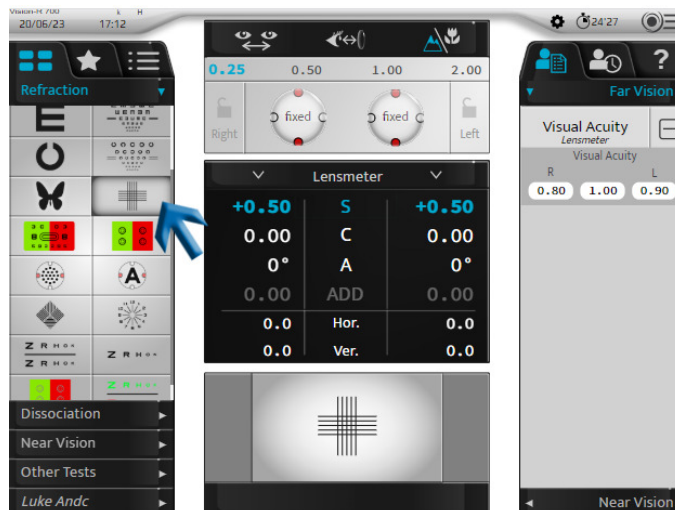 Vision-R 700
20/06/23 17:12
24'27
Refraction
Far Vision
0.25 0.50 1.00 2.00
Right fixed fixed Left
Visual Acuity
Lensmeter
Visual Acuity
R L
0.80 1.00 0.90
Lensmeter
+0.50 S +0.50
0.00 C 0.00
0° A 0°
0.00 ADD 0.00
0.0 Hor. 0.0
0.0 Ver. 0.0
E
A
Z R H O N
Z R H O N
Z R H O N
Dissociation
Near Vision
Other Tests
Luke Andc
Near Vision